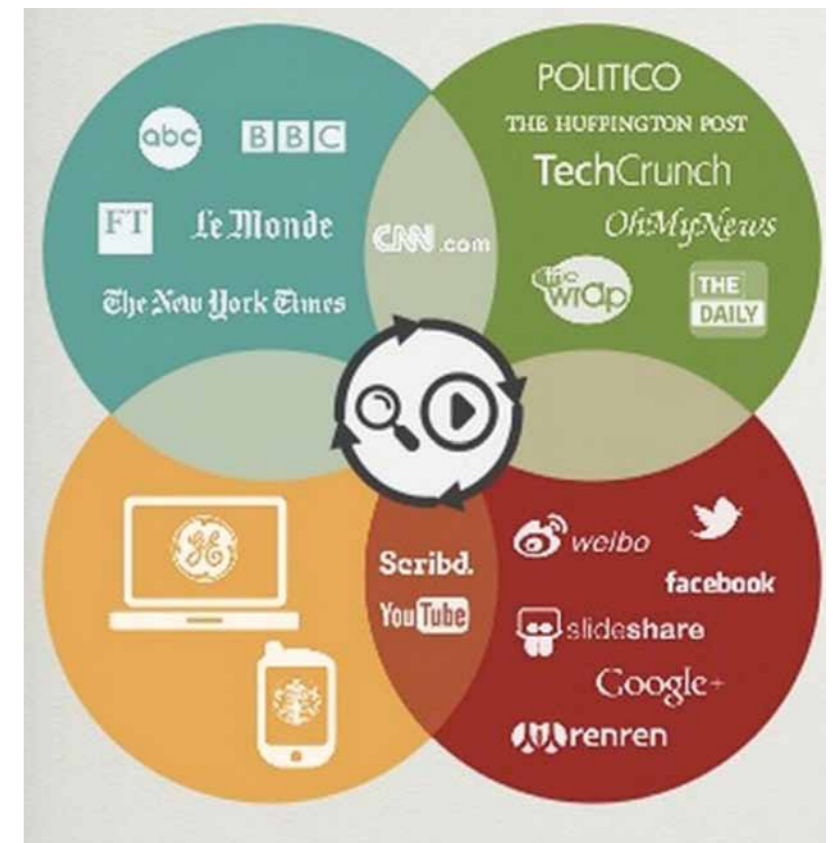 abc
BBC
FT
Le Monde
The New York Times
CNN.com
POLITICO
THE HUFFINGTON POST
TechCrunch
OhMyNews
the wrap
THE
DAILY
GE
Scribd.
YouTube
weibo
facebook
slideshare
Google+
renren